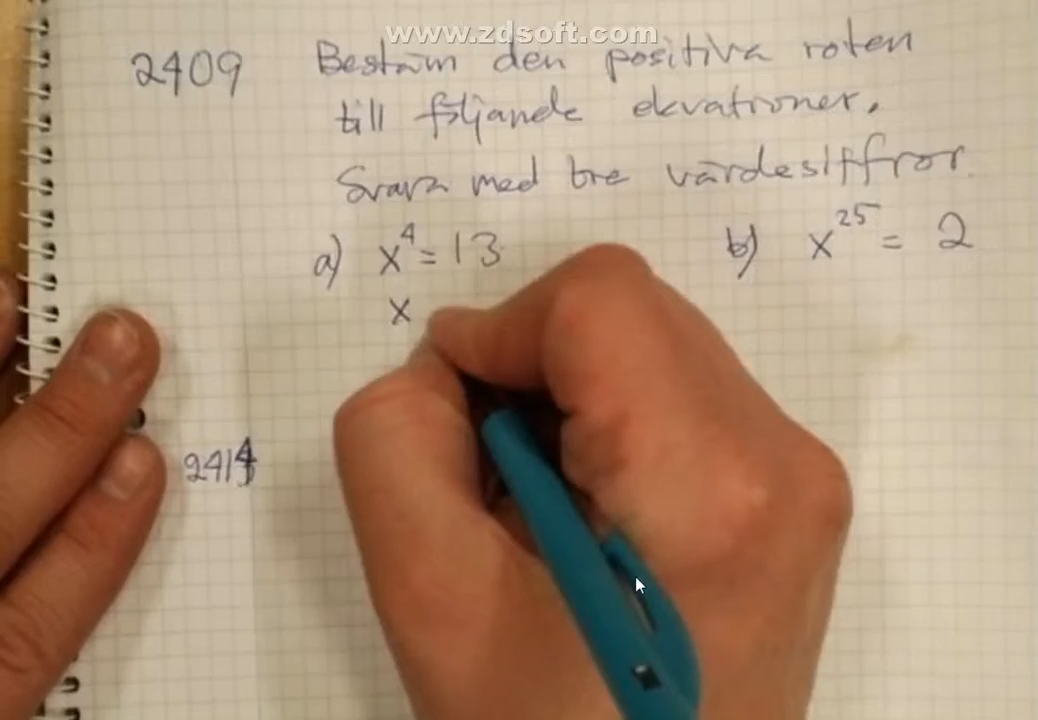 www.zdsoft.com
2409 Bestäm den positiva roten
till följande ekvationer.
Svara med tre värdesiffror.
a) x⁴ = 13 b) x²⁵ = 2
x
2414